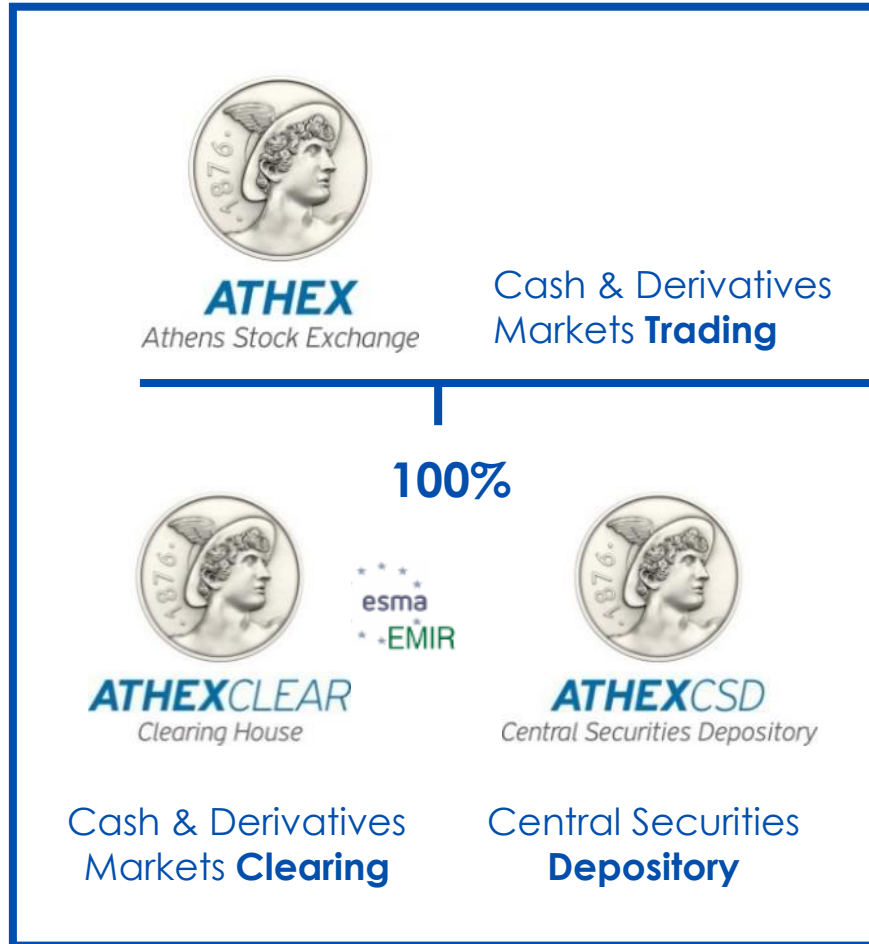 ·1876·
ATHEX
Athens Stock Exchange
Cash & Derivatives
Markets Trading
100%
·1876·
esma
EMIR
·1876·
ATHEXCLEAR
Clearing House
ATHEXCSD
Central Securities Depository
Cash & Derivatives
Markets Clearing
Central Securities
Depository